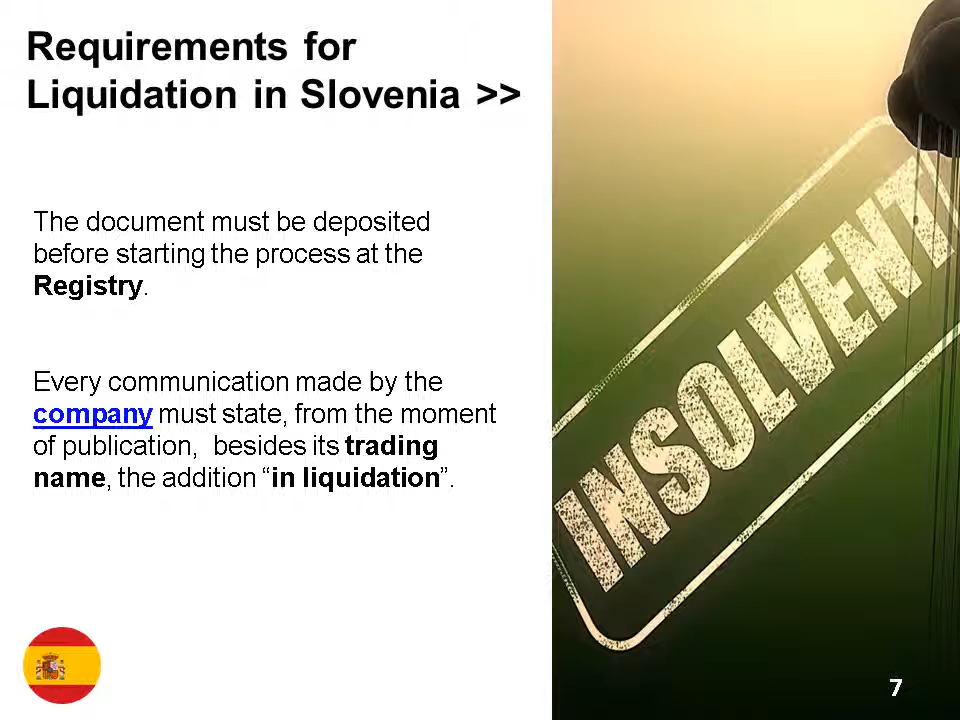 Requirements for
Liquidation in Slovenia >>
The document must be deposited
before starting the process at the
Registry.
Every communication made by the
company must state, from the moment
of publication,  besides its trading
name, the addition “in liquidation”.
INSOLVENT
7